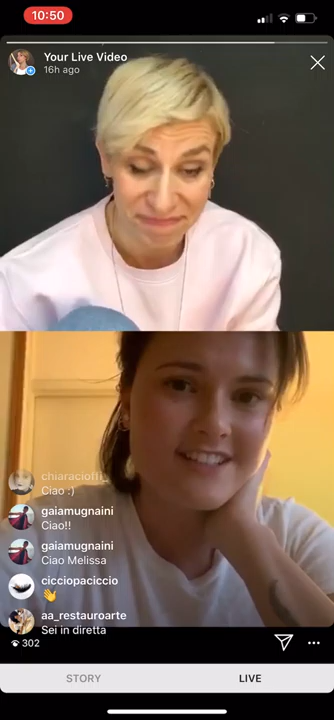 10:50
Your Live Video
16h ago
Ciao :)
gaiamugnaini
Ciao!!
gaiamugnaini
Ciao Melissa
cicciopaciccio
👋
aa_restauroarte
Sei in diretta
302
STORY
LIVE